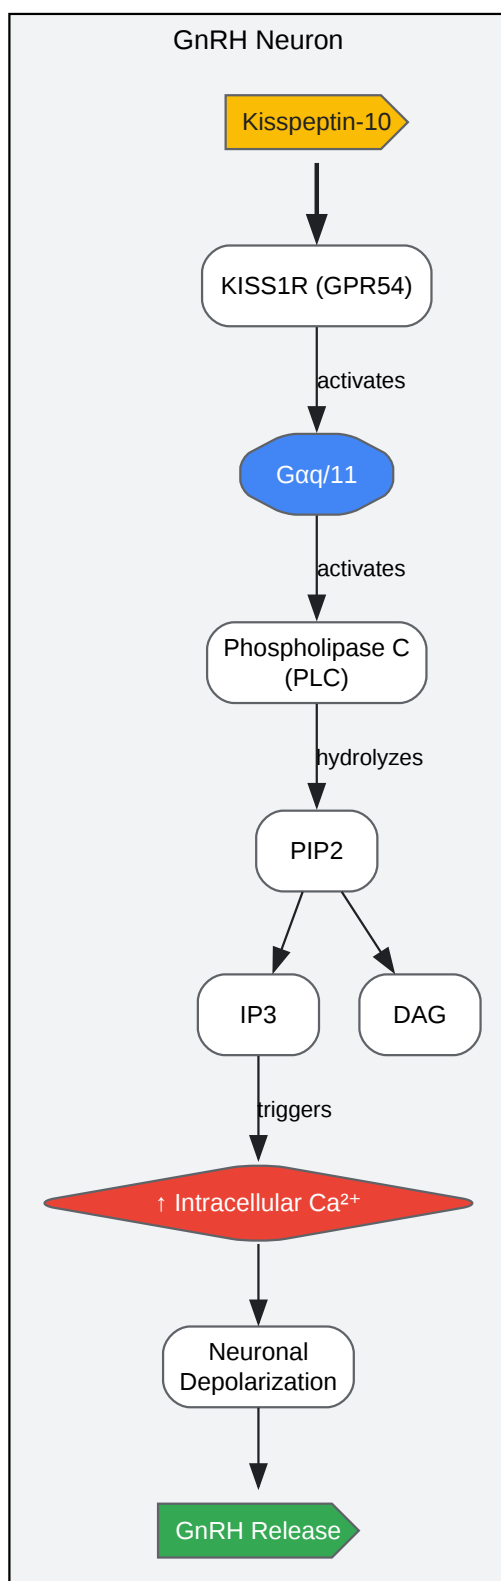 GnRH Neuron
Kisspeptin-10
KISS1R (GPR54)
activates
Gαq/11
activates
Phospholipase C
(PLC)
hydrolyzes
PIP2
IP3
DAG
triggers
↑ Intracellular Ca²⁺
Neuronal
Depolarization
GnRH Release